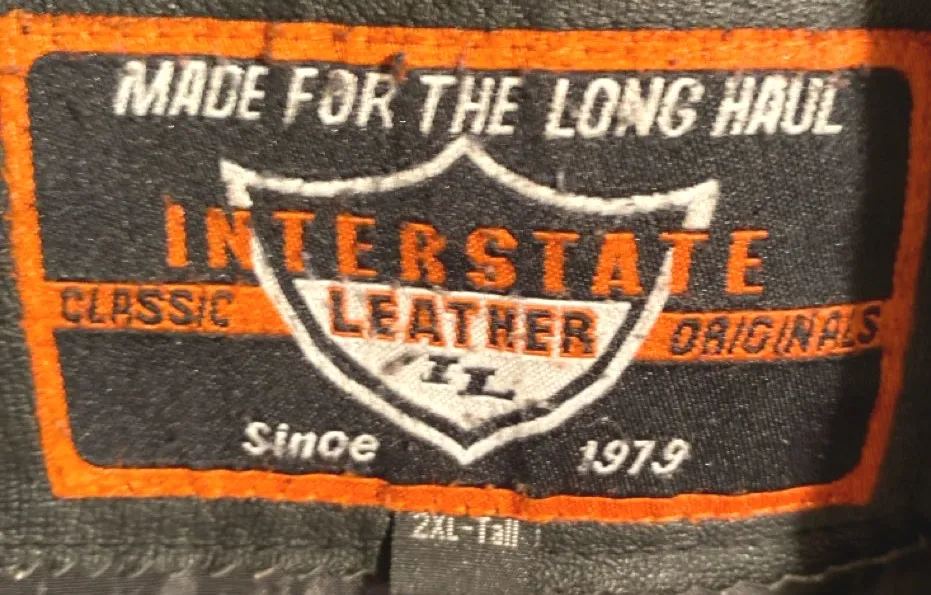 MADE FOR THE LONG HAUL
INTERSTATE
CLASSIC LEATHER ORIGINALS
IL
Since 1979
2XL-Tall